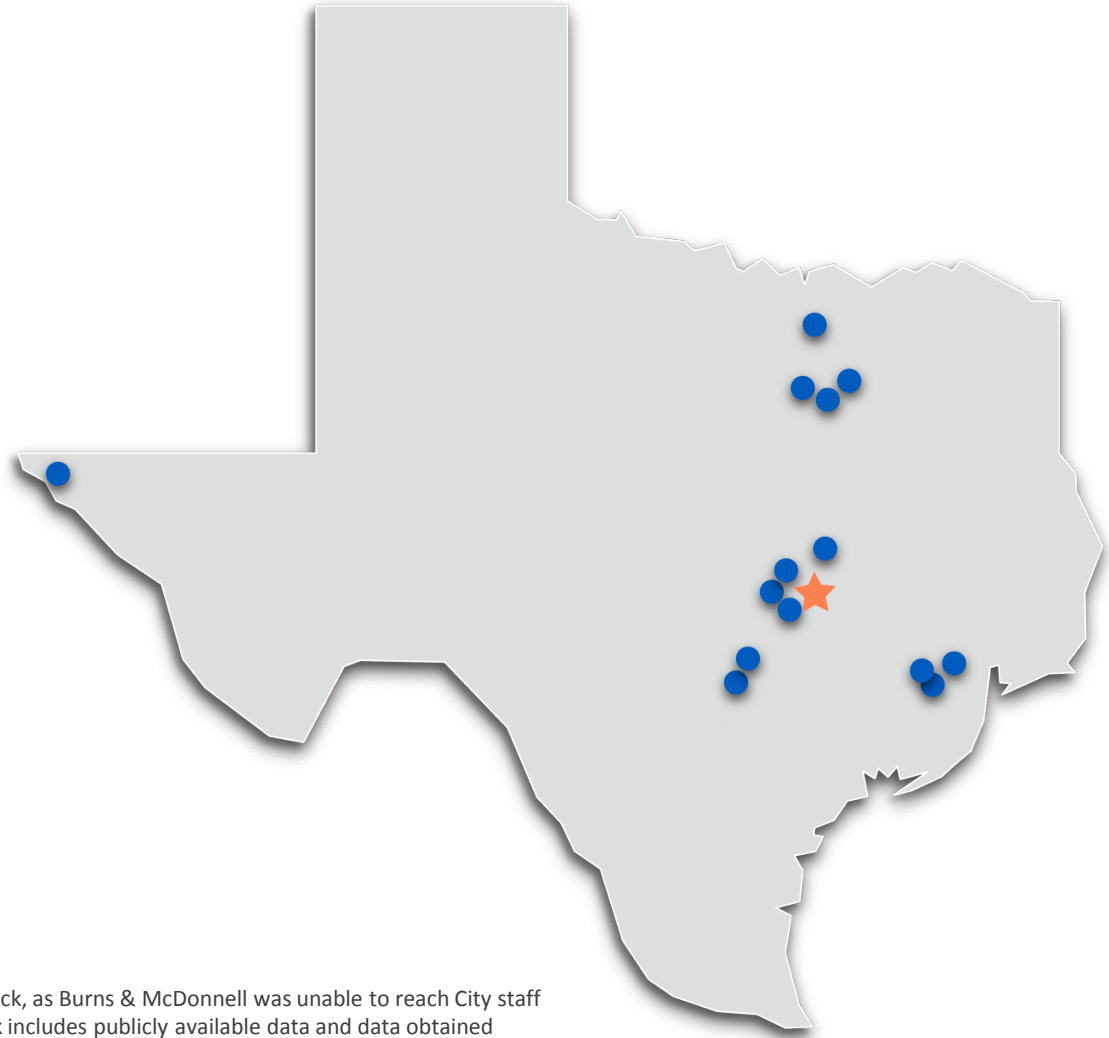 ck, as Burns & McDonnell was unable to reach City staff
includes publicly available data and data obtained